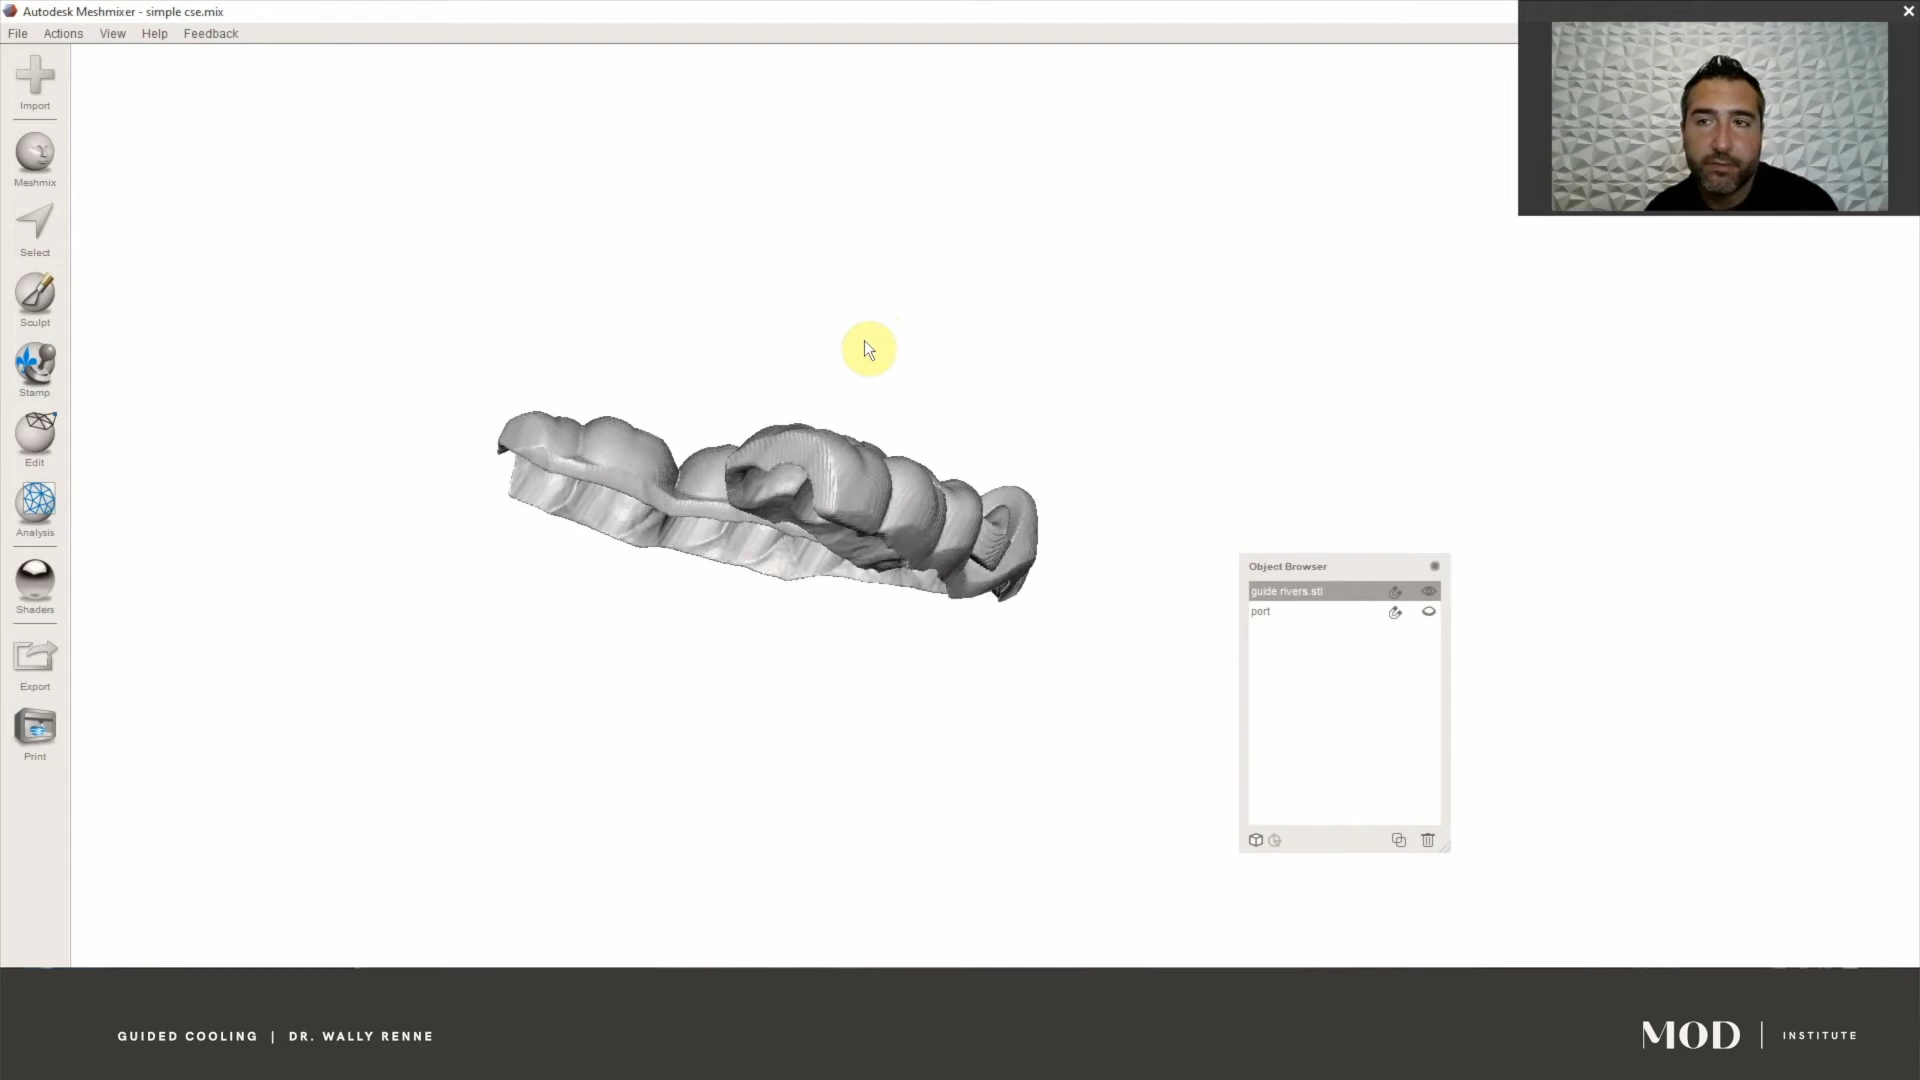 Autodesk Meshmixer - simple cse.mix
File Actions View Help Feedback
Import
Meshmix
Select
Sculpt
Stamp
Edit
Analysis
Shaders
Export
Print
Object Browser
guide rivers.stl
port
GUIDED COOLING | DR. WALLY RENNE
MOD | INSTITUTE